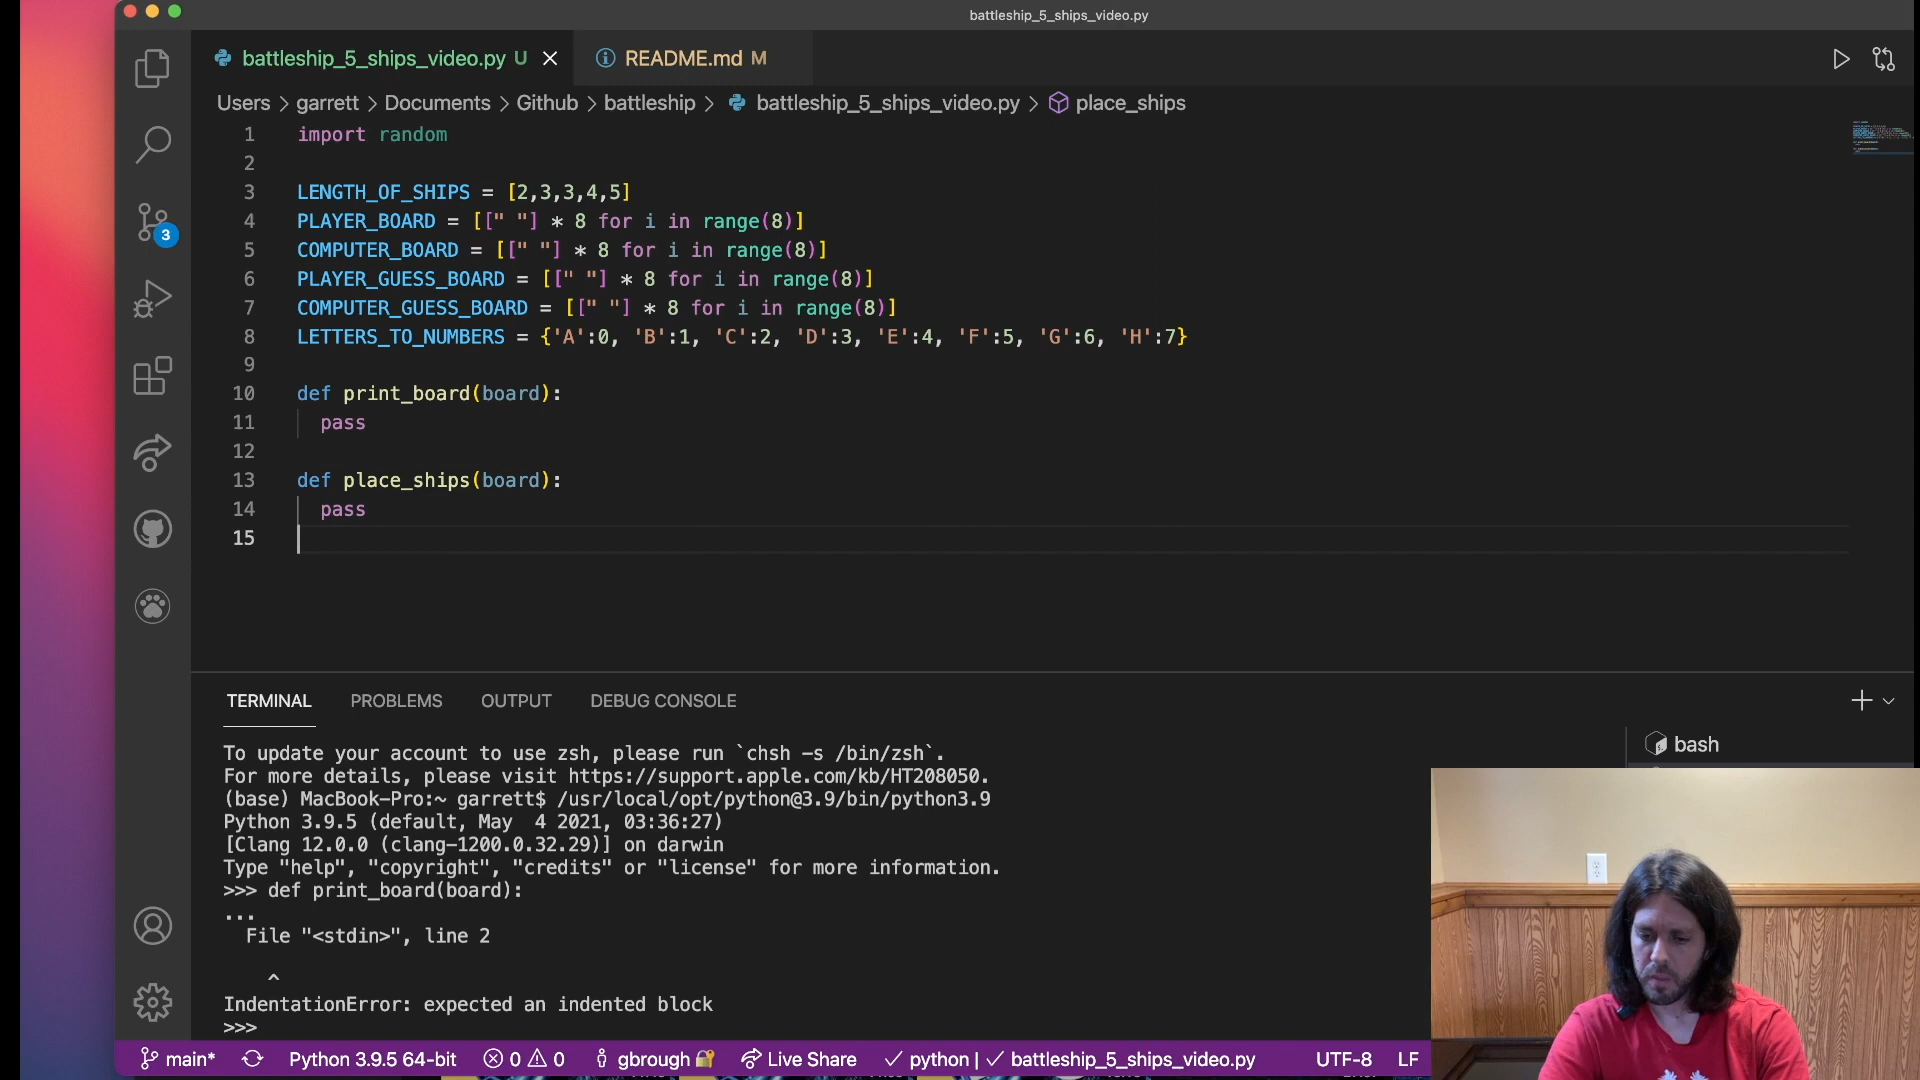 battleship_5_ships_video.py
battleship_5_ships_video.py U
README.md M
Users > garrett > Documents > Github > battleship > battleship_5_ships_video.py > place_ships
1 import random
2
3 LENGTH_OF_SHIPS = [2,3,3,4,5]
4 PLAYER_BOARD = [[" "] * 8 for i in range(8)]
5 COMPUTER_BOARD = [[" "] * 8 for i in range(8)]
6 PLAYER_GUESS_BOARD = [[" "] * 8 for i in range(8)]
7 COMPUTER_GUESS_BOARD = [[" "] * 8 for i in range(8)]
8 LETTERS_TO_NUMBERS = {'A':0, 'B':1, 'C':2, 'D':3, 'E':4, 'F':5, 'G':6, 'H':7}
9
10 def print_board(board):
11 pass
12
13 def place_ships(board):
14 pass
15
3
TERMINAL PROBLEMS OUTPUT DEBUG CONSOLE
bash
To update your account to use zsh, please run `chsh -s /bin/zsh`.
For more details, please visit https://support.apple.com/kb/HT208050.
(base) MacBook-Pro:~ garrett$ /usr/local/opt/python@3.9/bin/python3.9
Python 3.9.5 (default, May  4 2021, 03:36:27)
[Clang 12.0.0 (clang-1200.0.32.29)] on darwin
Type "help", "copyright", "credits" or "license" for more information.
>>> def print_board(board):
...
File "<stdin>", line 2
^
IndentationError: expected an indented block
>>>
main* Python 3.9.5 64-bit 0 0 gbrough Live Share python | battleship_5_ships_video.py UTF-8 LF